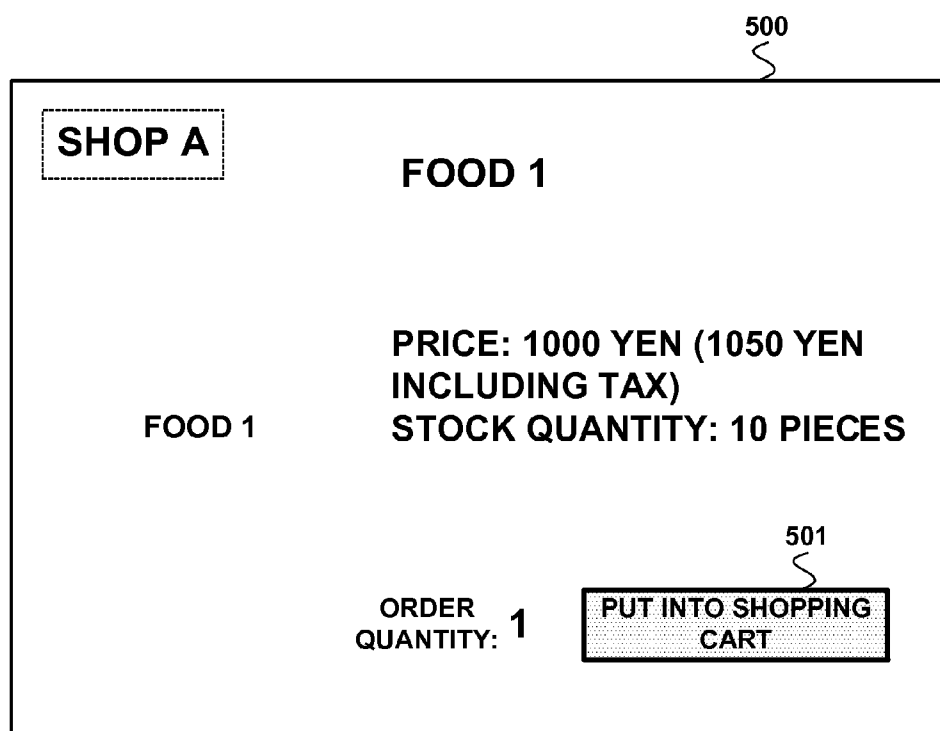 500
SHOP A
FOOD 1
PRICE: 1000 YEN (1050 YEN
INCLUDING TAX)
FOOD 1
STOCK QUANTITY: 10 PIECES
501
ORDER
QUANTITY: 1
PUT INTO SHOPPING
CART